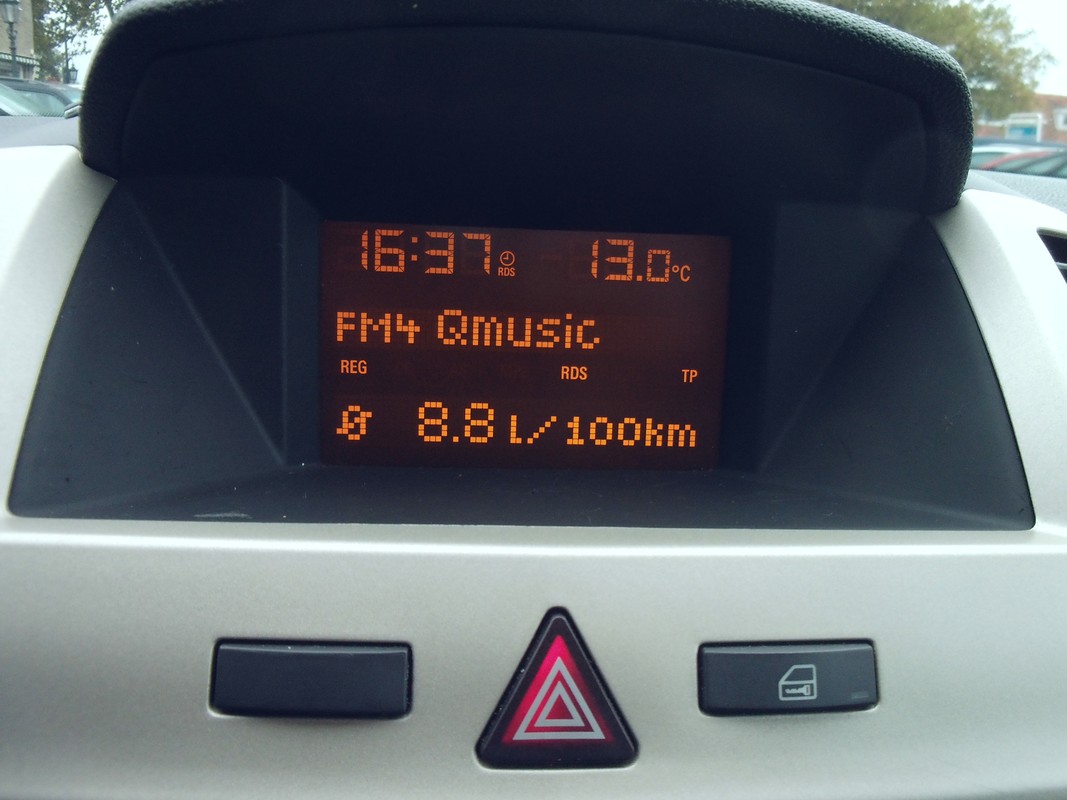 16:37 RDS 13.0°C
FM4 Qmusic
REG RDS TP
Ø 8.8 l/100km